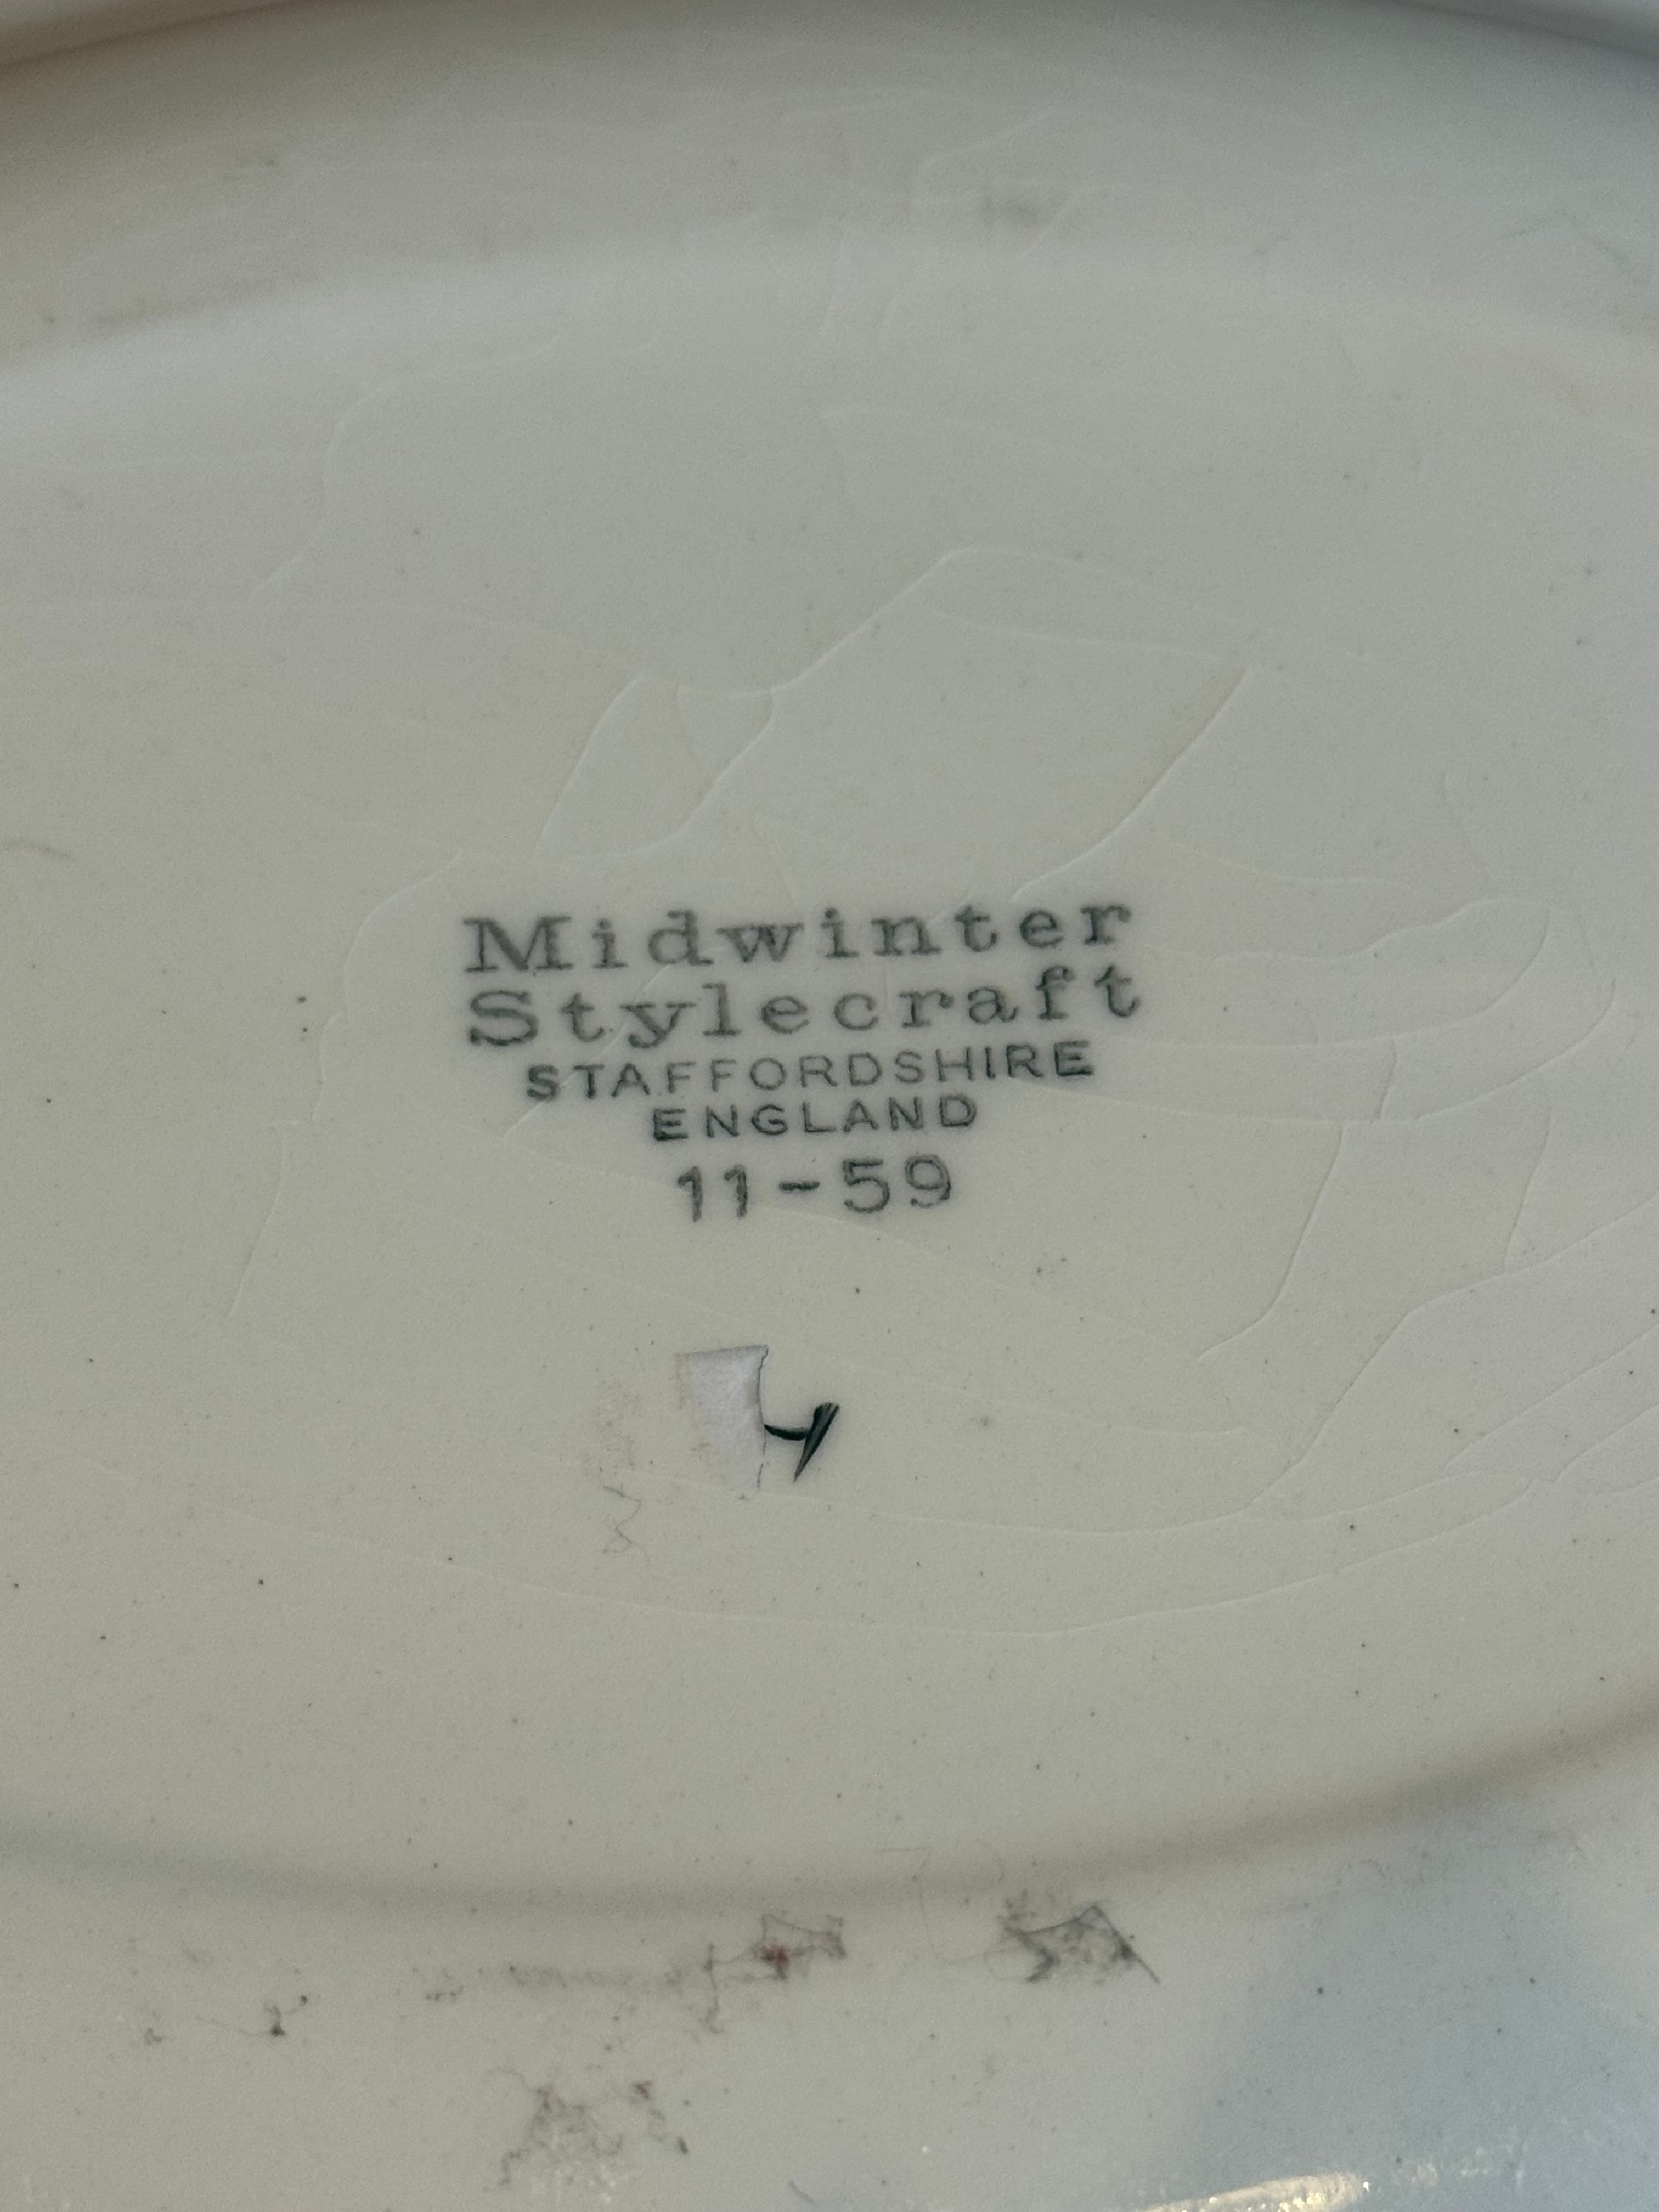 Midwinter
Stylecraft
STAFFORDSHIRE
ENGLAND
11-59